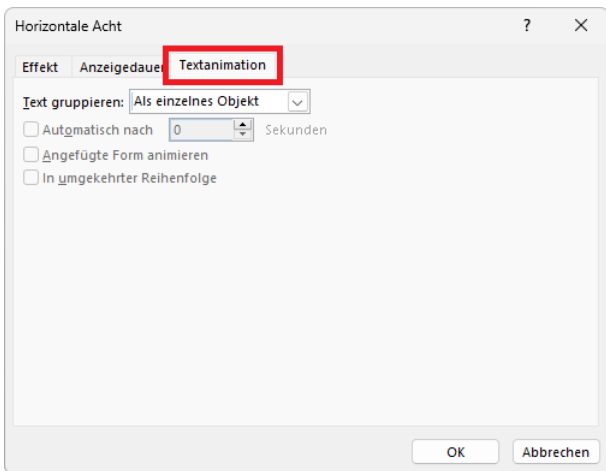 Horizontale Acht ?
Effekt Anzeigedauer Textanimation
Text gruppieren: Als einzelnes Objekt
Automatisch nach 0 Sekunden
Angefügte Form animieren
In umgekehrter Reihenfolge
OK Abbrechen